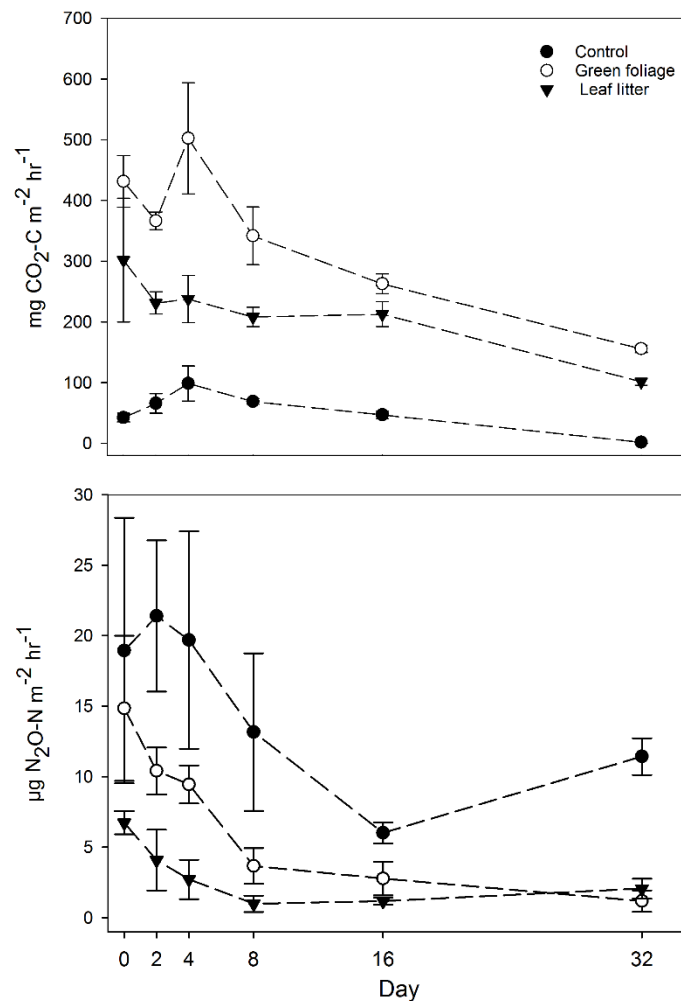 700
600
500
400
300
200
100
0
mg CO₂-C m⁻² hr⁻¹
Control
Green foliage
Leaf litter
30
25
20
15
10
5
0
µg N₂O-N m⁻² hr⁻¹
0 2 4 8 16 32
Day